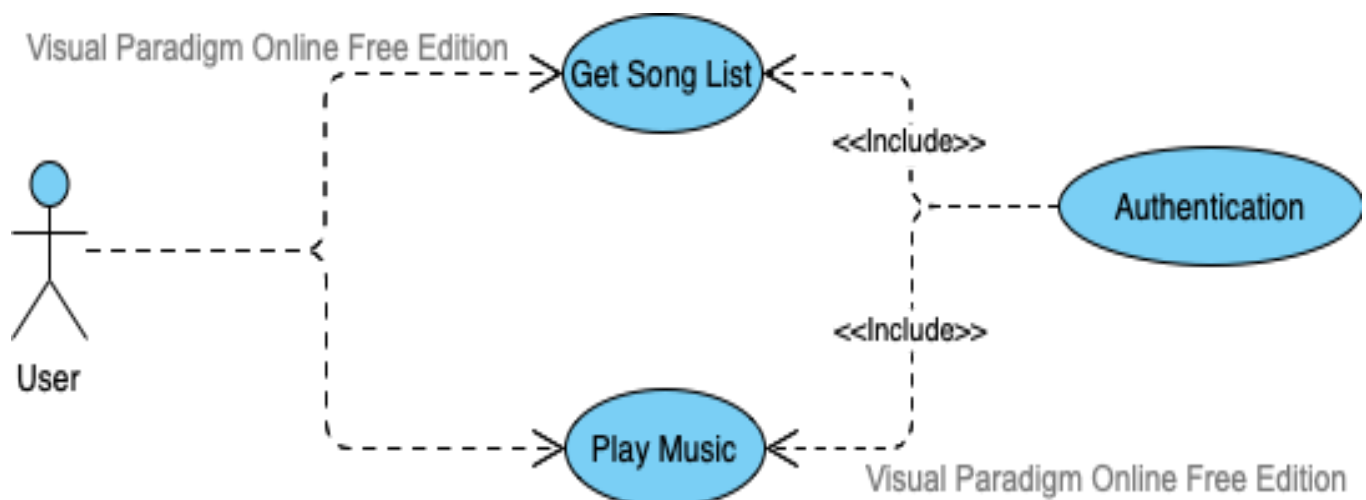 Visual Paradigm Online Free Edition
Get Song List
<<Include>>
Authentication
<<Include>>
User
Play Music
Visual Paradigm Online Free Edition